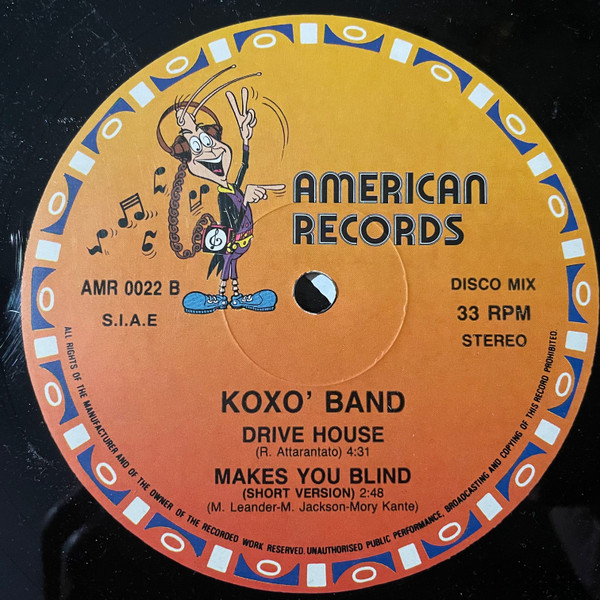 AMERICAN
RECORDS
AMR 0022 B
S.I.A.E
DISCO MIX
33 RPM
STEREO
KOXO' BAND
DRIVE HOUSE
(R. Attarantato) 4:31
MAKES YOU BLIND
(SHORT VERSION) 2:48
(M. Leander-M. Jackson-Mory Kante)
ALL RIGHTS OF THE MANUFACTURER AND OF THE OWNER OF THE RECORDED WORK RESERVED. UNAUTHORISED PUBLIC PERFORMANCE, BROADCASTING AND COPYING OF THIS RECORD PROHIBITED.